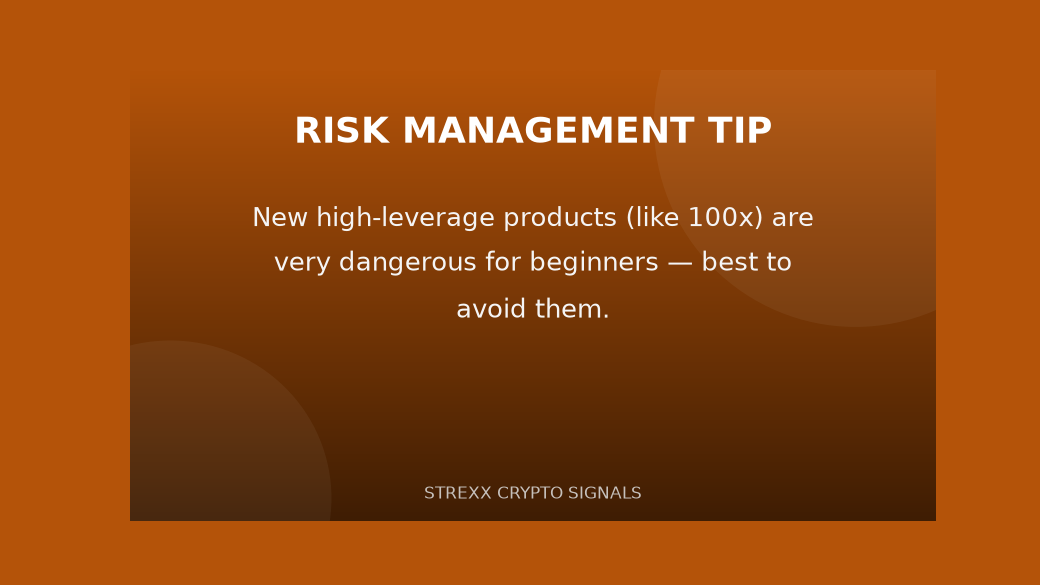 RISK MANAGEMENT TIP
New high-leverage products (like 100x) are
very dangerous for beginners — best to
avoid them.
STREXX CRYPTO SIGNALS